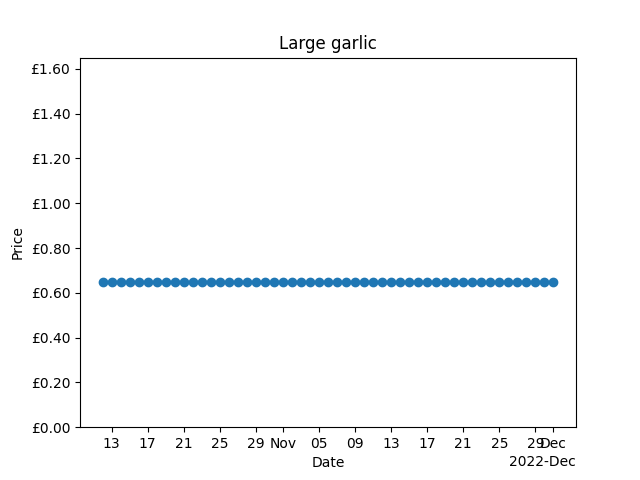 Large garlic
£1.60
£1.40
£1.20
£1.00
£0.80
£0.60
£0.40
£0.20
£0.00
Price
13 17 21 25 29 Nov 05 09 13 17 21 25 29 Dec
2022-Dec
Date